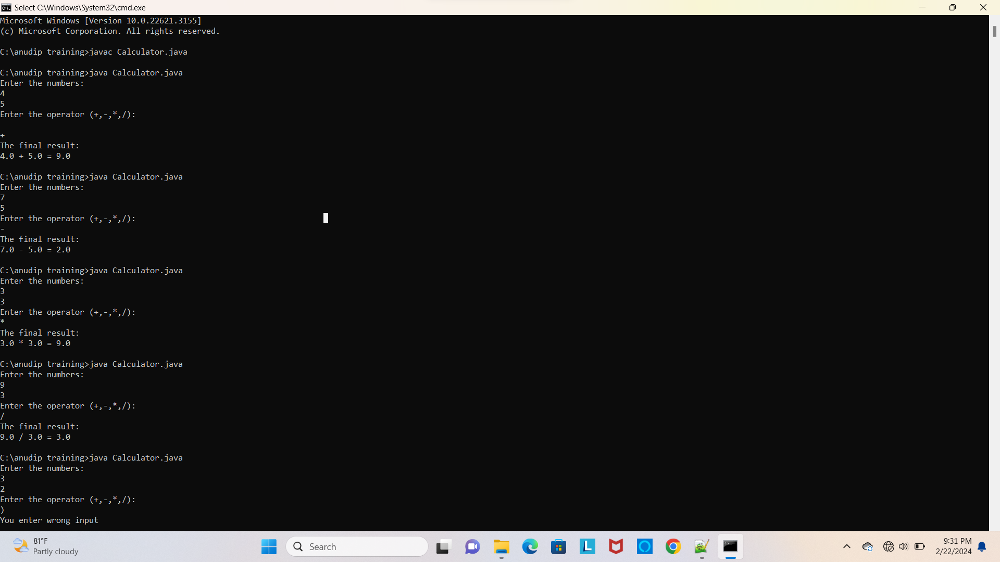 Select C:\Windows\System32\cmd.exe
Microsoft Windows [Version 10.0.22621.3155]
(c) Microsoft Corporation. All rights reserved.
C:\anudip training>javac Calculator.java
C:\anudip training>java Calculator.java
Enter the numbers:
4
5
Enter the operator (+,-,*,/):
+
The final result:
4.0 + 5.0 = 9.0
C:\anudip training>java Calculator.java
Enter the numbers:
7
5
Enter the operator (+,-,*,/):
-
The final result:
7.0 - 5.0 = 2.0
C:\anudip training>java Calculator.java
Enter the numbers:
3
3
Enter the operator (+,-,*,/):
*
The final result:
3.0 * 3.0 = 9.0
C:\anudip training>java Calculator.java
Enter the numbers:
9
3
Enter the operator (+,-,*,/):
/
The final result:
9.0 / 3.0 = 3.0
C:\anudip training>java Calculator.java
Enter the numbers:
3
2
Enter the operator (+,-,*,/):
)
You enter wrong input
81°F
Partly cloudy
Search
9:31 PM
2/22/2024